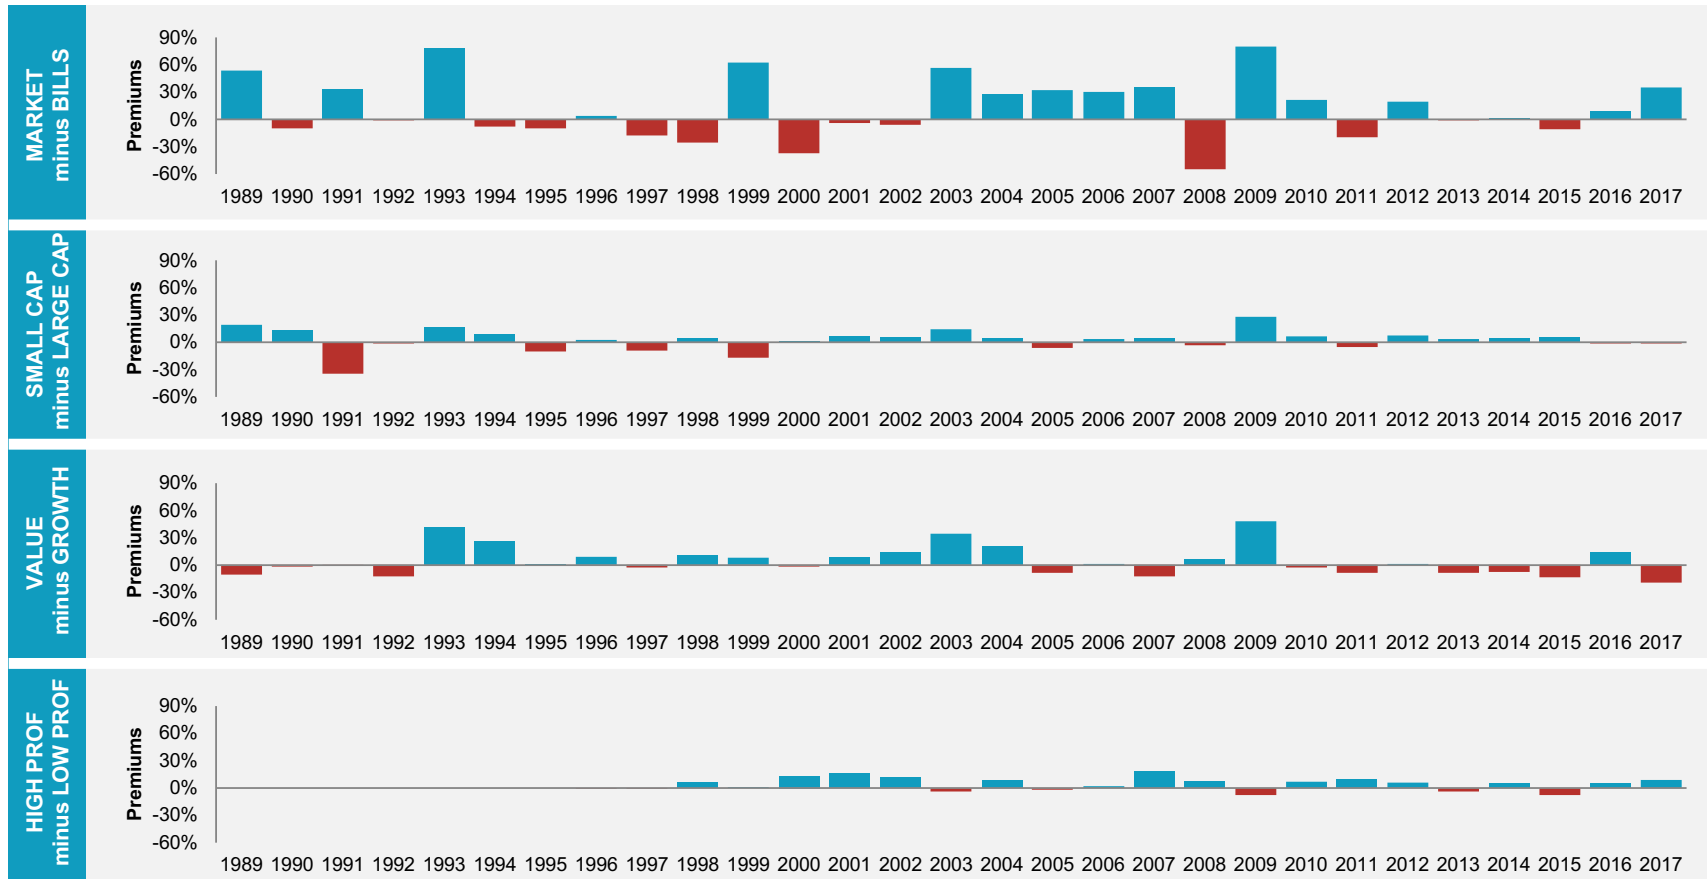 MARKET
minus BILLS
Premiums
90%
60%
30%
0%
-30%
-60%
1989 1990 1991 1992 1993 1994 1995 1996 1997 1998 1999 2000 2001 2002 2003 2004 2005 2006 2007 2008 2009 2010 2011 2012 2013 2014 2015 2016 2017
SMALL CAP
minus LARGE CAP
Premiums
90%
60%
30%
0%
-30%
-60%
1989 1990 1991 1992 1993 1994 1995 1996 1997 1998 1999 2000 2001 2002 2003 2004 2005 2006 2007 2008 2009 2010 2011 2012 2013 2014 2015 2016 2017
VALUE
minus GROWTH
Premiums
90%
60%
30%
0%
-30%
-60%
1989 1990 1991 1992 1993 1994 1995 1996 1997 1998 1999 2000 2001 2002 2003 2004 2005 2006 2007 2008 2009 2010 2011 2012 2013 2014 2015 2016 2017
HIGH PROF
minus LOW PROF
Premiums
90%
60%
30%
0%
-30%
-60%
1989 1990 1991 1992 1993 1994 1995 1996 1997 1998 1999 2000 2001 2002 2003 2004 2005 2006 2007 2008 2009 2010 2011 2012 2013 2014 2015 2016 2017